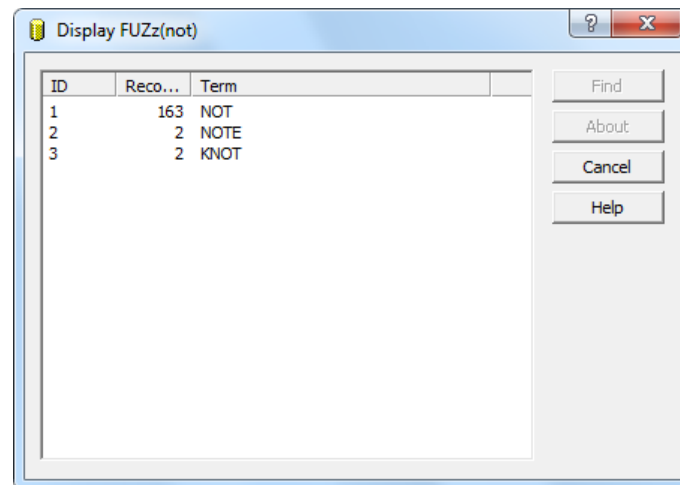 Display FUZz(not)
ID Reco... Term
1 163 NOT
2 2 NOTE
3 2 KNOT
Find
About
Cancel
Help